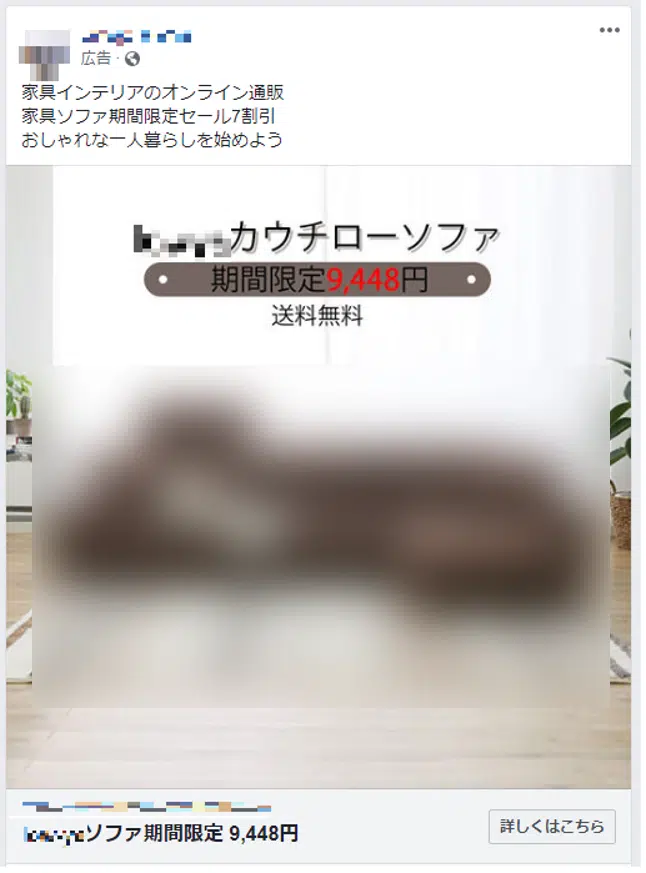 広告 ·
家具インテリアのオンライン通販
家具ソファ期間限定セール7割引
おしゃれな一人暮らしを始めよう
カウチローソファ
期間限定9,448円
送料無料
ソファ期間限定 9,448円
詳しくはこちら